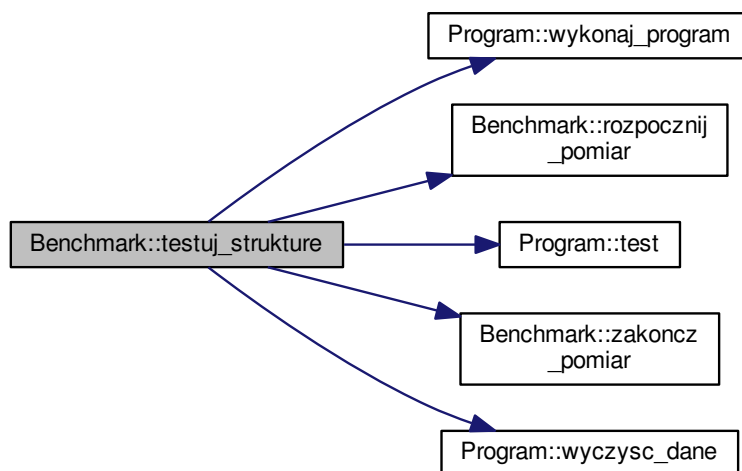 Program::wykonaj_program
Benchmark::rozpocznij
_pomiar
Benchmark::testuj_strukture
Program::test
Benchmark::zakoncz
_pomiar
Program::wyczysc_dane